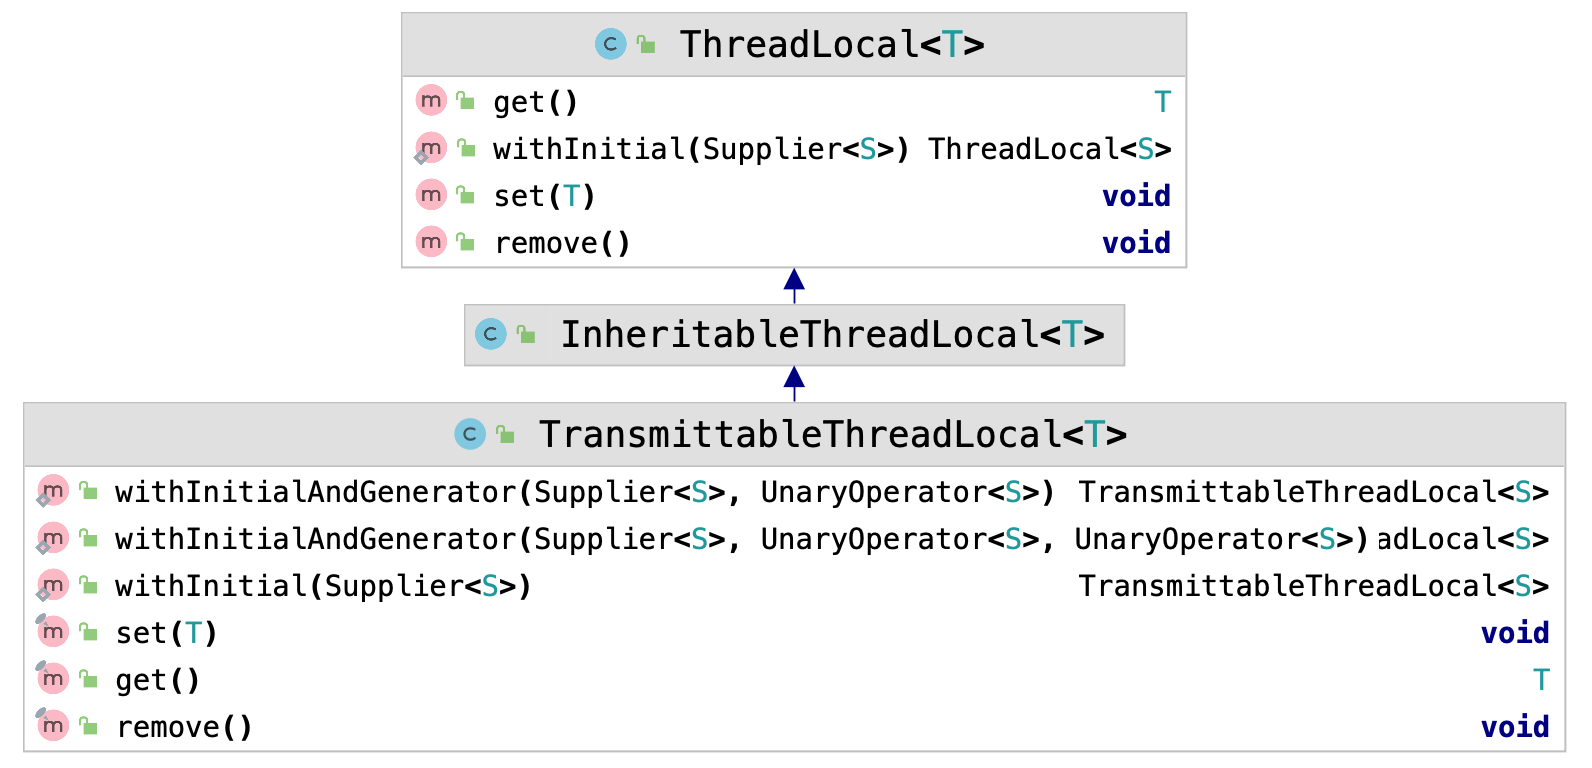 C ThreadLocal<T>
m get() T
m withInitial(Supplier<S>) ThreadLocal<S>
m set(T) void
m remove() void
C InheritableThreadLocal<T>
C TransmittableThreadLocal<T>
m withInitialAndGenerator(Supplier<S>, UnaryOperator<S>) TransmittableThreadLocal<S>
m withInitialAndGenerator(Supplier<S>, UnaryOperator<S>, UnaryOperator<S>) adLocal<S>
m withInitial(Supplier<S>) TransmittableThreadLocal<S>
m set(T) void
m get() T
m remove() void